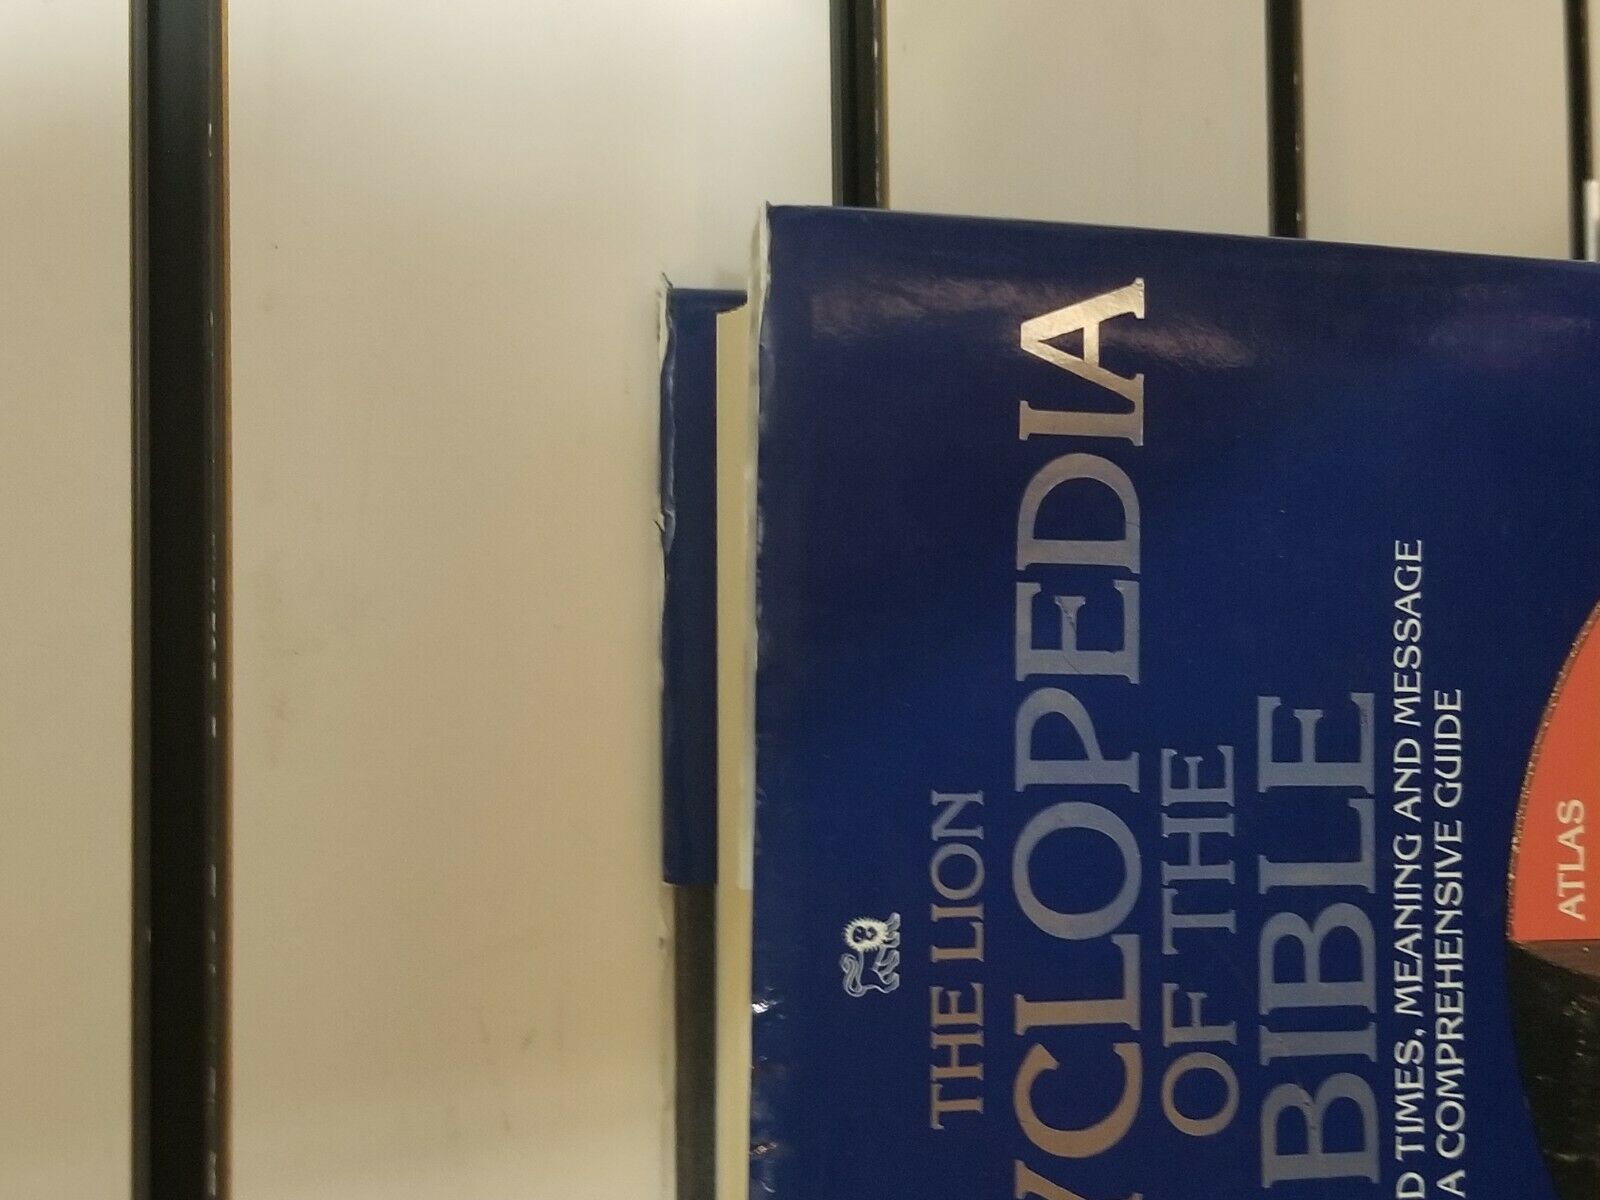 THE LION
YCLOPEDIA
OF THE
BIBLE
D TIMES, MEANING AND MESSAGE
A COMPREHENSIVE GUIDE
ATLAS